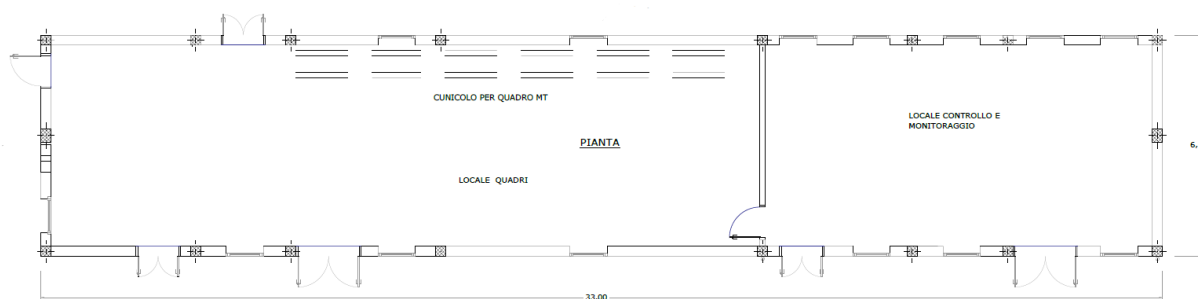 CUNICOLO PER QUADRO MT
LOCALE CONTROLLO E
MONITORAGGIO
PIANTA
6,
LOCALE QUADRI
33.00